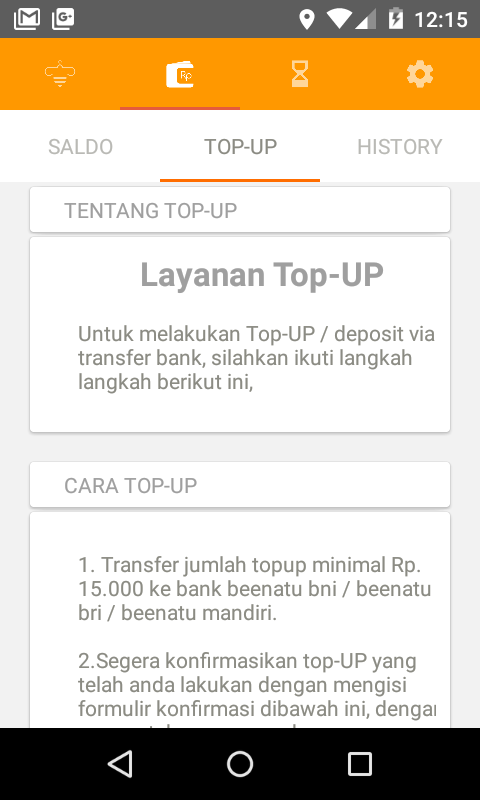 12:15
SALDO TOP-UP HISTORY
TENTANG TOP-UP
Layanan Top-UP
Untuk melakukan Top-UP / deposit via
transfer bank, silahkan ikuti langkah
langkah berikut ini,
CARA TOP-UP
1. Transfer jumlah topup minimal Rp.
15.000 ke bank beenatu bni / beenatu
bri / beenatu mandiri.
2.Segera konfirmasikan top-UP yang
telah anda lakukan dengan mengisi
formulir konfirmasi dibawah ini, dengan